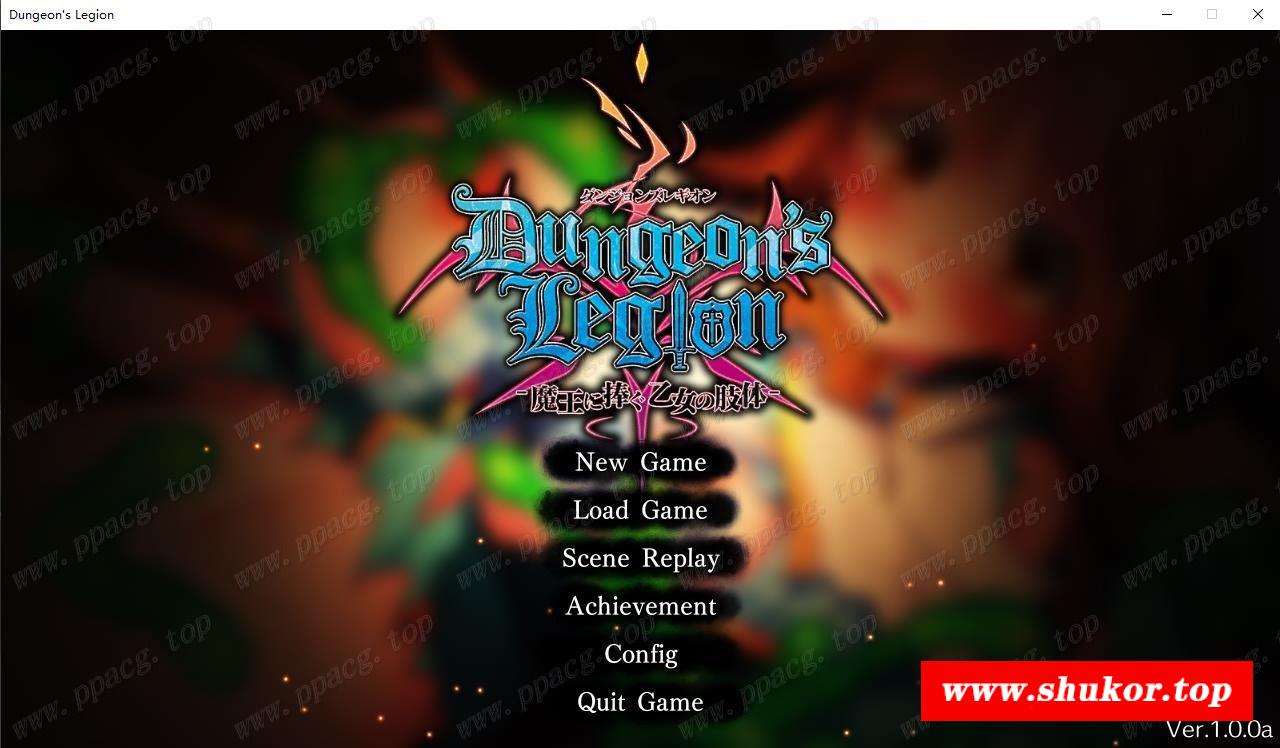 Dungeon's Legion
www.ppacg.top
ダンジョンズレギオン
Dungeon's
Legion
-魔王に捧ぐ乙女の肢体-
New Game
Load Game
Scene Replay
Achievement
Config
Quit Game
www.shukor.top
Ver.1.0.0a